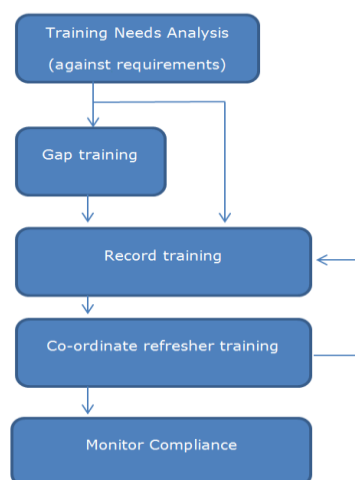 Training Needs Analysis
(against requirements)
Gap training
Record training
Co-ordinate refresher training
Monitor Compliance